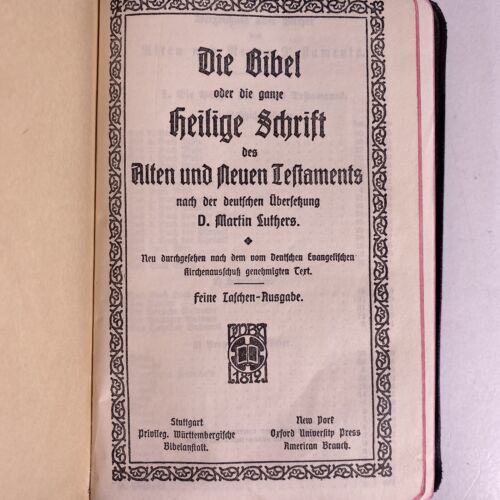 Die Bibel
oder die ganze
Heilige Schrift
des
Alten und Neuen Testaments
nach der deutschen Übersetzung
D. Martin Luthers.
Neu durchgesehen nach dem vom Deutschen Evangelischen
Kirchenausschuß genehmigten Text.
Feine Taschen-Ausgabe.
1812
Stuttgart
Privileg. Württembergische
Bibelanstalt.
New York
Oxford University Press
American Branch.